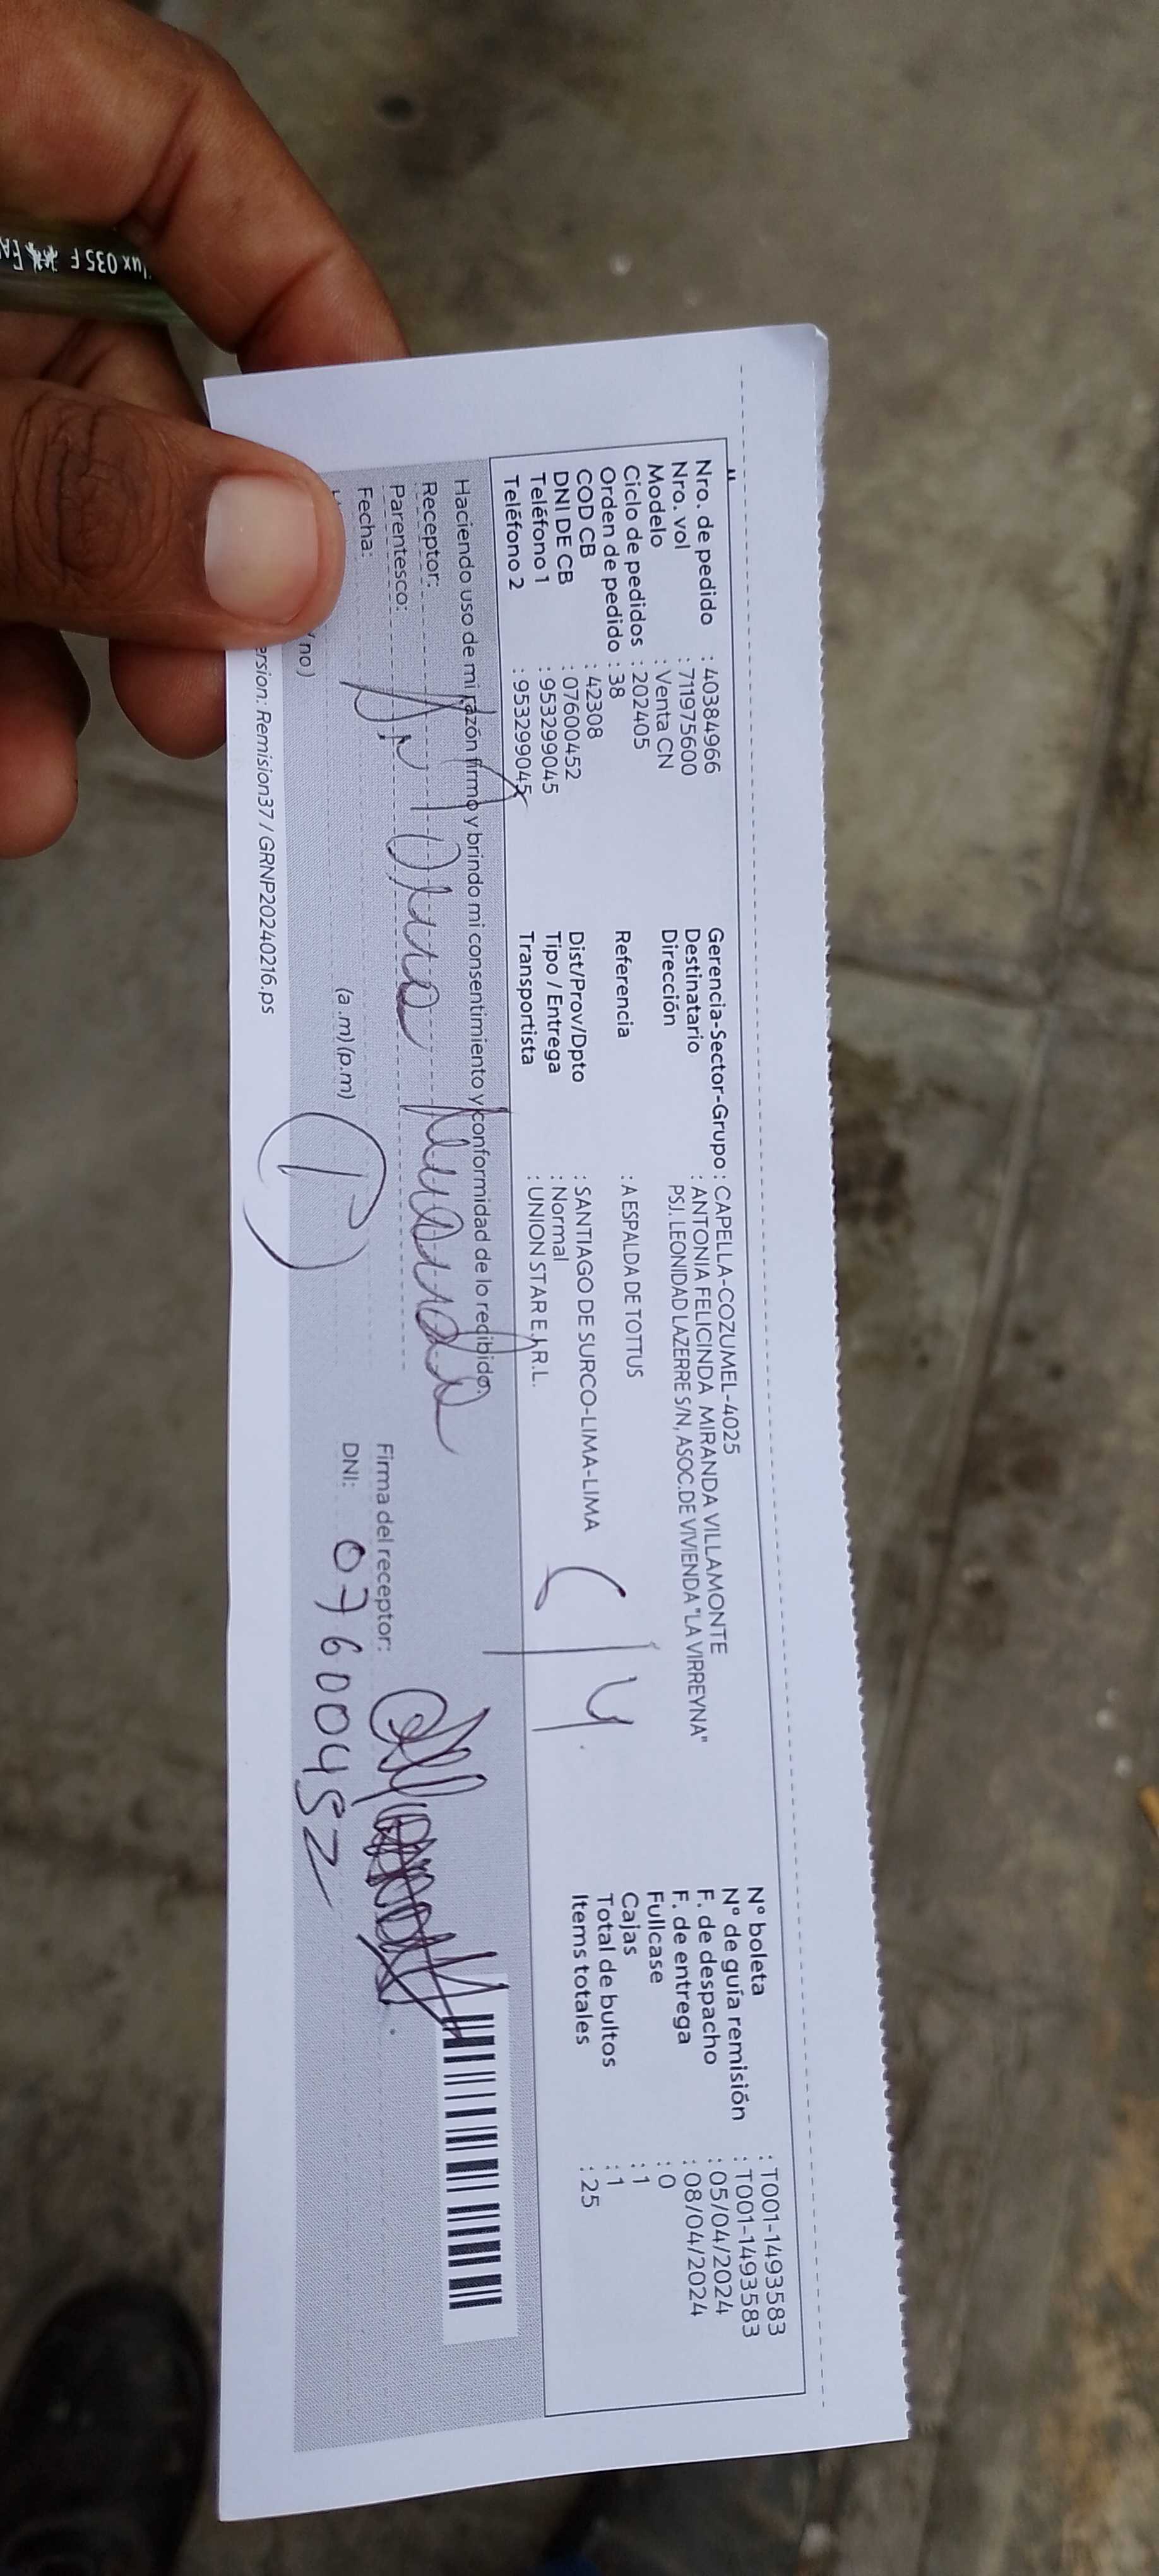 Nro. de pedido : 40384966
Nro. vol : 711975600
Modelo : Venta CN
Ciclo de pedidos : 202405
Orden de pedido : 38
COD CB : 42308
DNI DE CB : 07600452
Teléfono 1 : 953299045
Teléfono 2 : 953299045
Gerencia-Sector-Grupo : CAPELLA-COZUMEL-4025
Destinatario : ANTONIA FELICINDA MIRANDA VILLAMONTE
Dirección PSJ. LEONIDAD LAZERRE S/N, ASOC.DE VIVIENDA "LA VIRREYNA"
Referencia : A ESPALDA DE TOTTUS
Dist/Prov/Dpto : SANTIAGO DE SURCO-LIMA-LIMA
Tipo / Entrega : Normal
Transportista : UNION STAR E.I.R.L.
N° boleta : T001-1493583
N° de guía remisión : T001-1493583
F. de despacho : 05/04/2024
F. de entrega : 08/04/2024
Fullcase : 0
Cajas : 1
Total de bultos : 1
Items totales : 25
Haciendo uso de mi razón firmo y brindo mi consentimiento y conformidad de lo recibido
Receptor:
Parentesco:
Fecha:
(a.m)(p.m)
Firma del receptor:
DNI: 07600452
no)
ersion: Remision37 / GRNP20240216.ps
ux 035 F